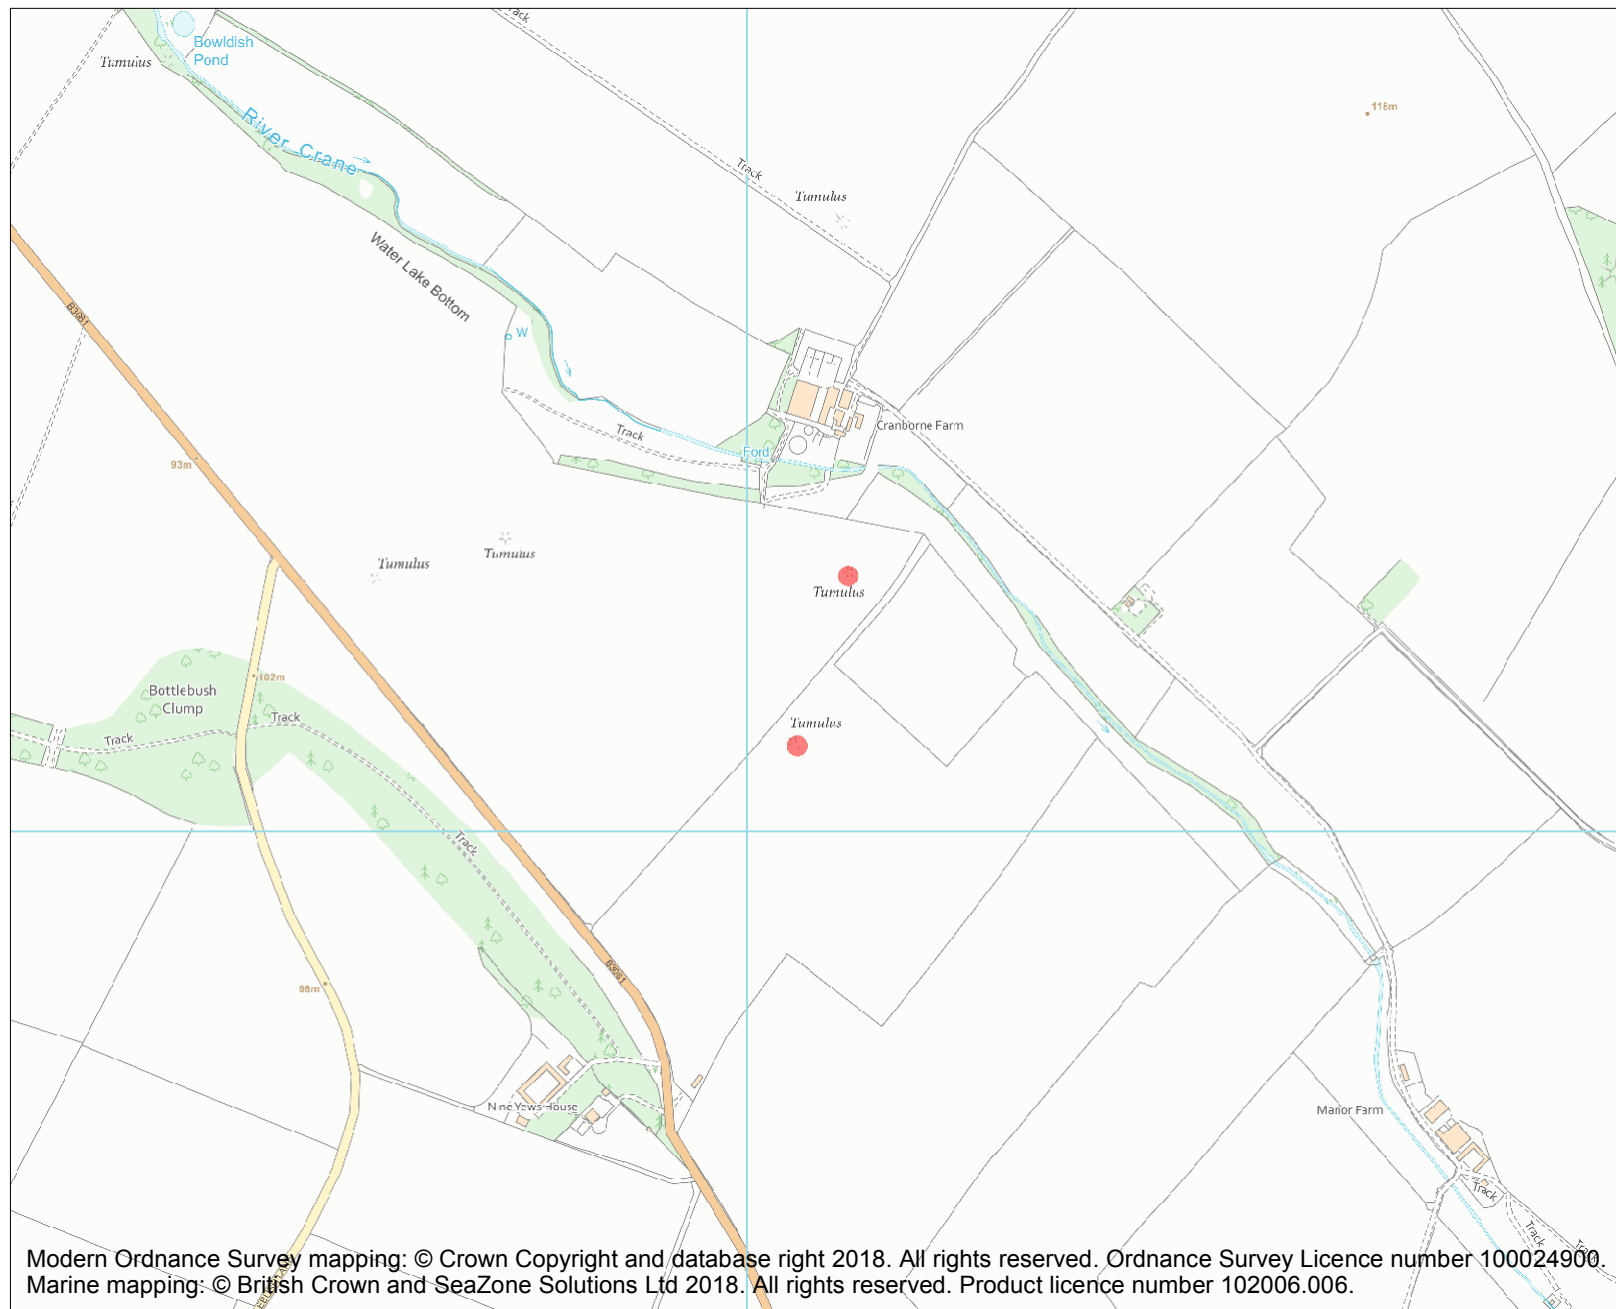 Track
Bowldish
Pond
Tumulus
River Crane
118m
Track
Tumulus
Water Lake Bottom
B3081
W
Cranborne Farm
Track
Ford
93m
Tumulus
Tumulus
Tumulus
102m
Bottlebush
Clump
Track
Track
Tumulus
Track
B3081
98m
Nine Yews House
Manor Farm
Track
Track
Track
Modern Ordnance Survey mapping: © Crown Copyright and database right 2018. All rights reserved. Ordnance Survey Licence number 100024900.
Marine mapping: © British Crown and SeaZone Solutions Ltd 2018. All rights reserved. Product licence number 102006.006.